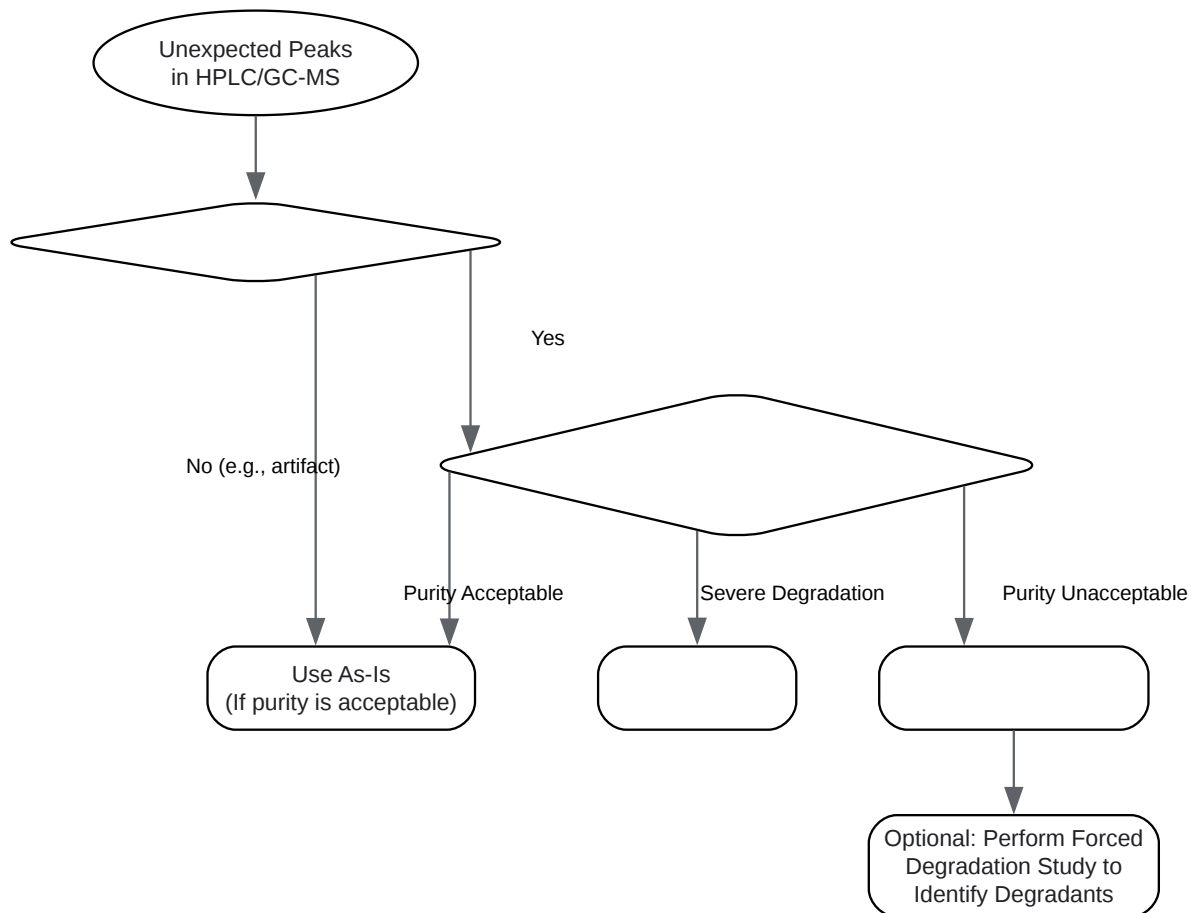 Unexpected Peaks
in HPLC/GC-MS
Yes
No (e.g., artifact)
Purity Acceptable
Severe Degradation
Purity Unacceptable
Use As-Is
(If purity is acceptable)
Optional: Perform Forced
Degradation Study to
Identify Degradants